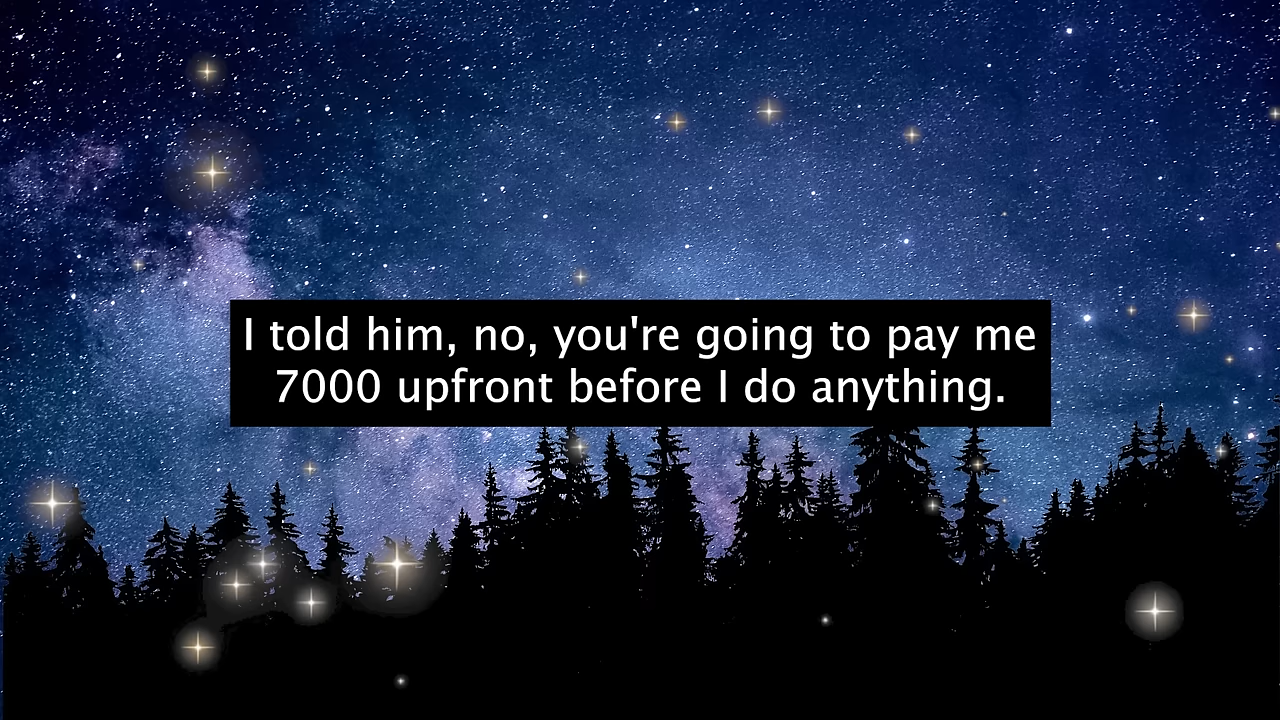 I told him, no, you're going to pay me
7000 upfront before I do anything.